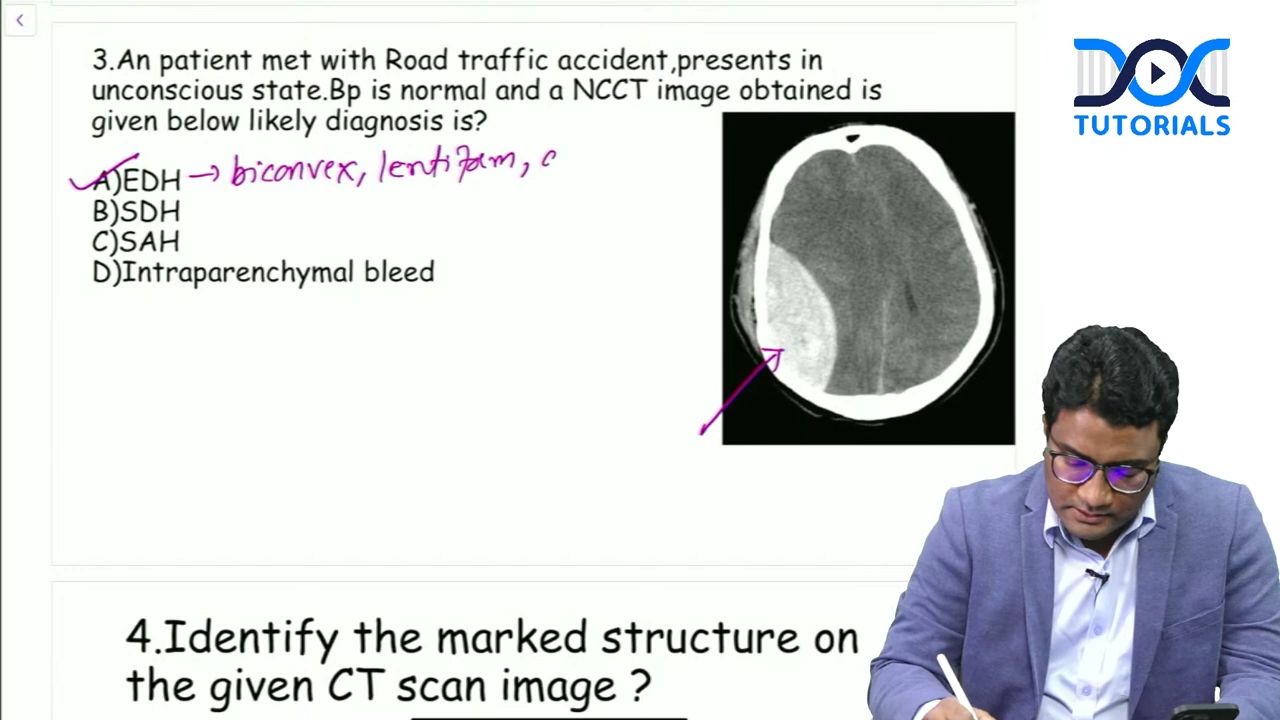 3.An patient met with Road traffic accident,presents in
unconscious state.Bp is normal and a NCCT image obtained is
given below likely diagnosis is?
A)EDH → biconvex, lentiform, c
B)SDH
C)SAH
D)Intraparenchymal bleed
4.Identify the marked structure on
the given CT scan image ?
DOC
TUTORIALS